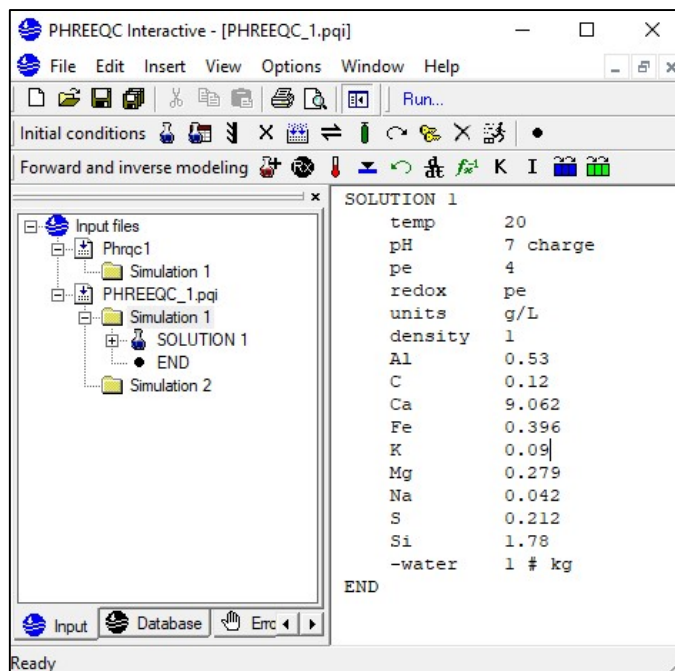 PHREEQC Interactive - [PHREEQC_1.pqi]
File Edit Insert View Options Window Help
Run...
Initial conditions
Forward and inverse modeling K I
Input files
Phrqc1
Simulation 1
PHREEQC_1.pqi
Simulation 1
SOLUTION 1
END
Simulation 2
Input Database Erro
Ready
SOLUTION 1
temp 20
pH 7 charge
pe 4
redox pe
units g/L
density 1
Al 0.53
C 0.12
Ca 9.062
Fe 0.396
K 0.09
Mg 0.279
Na 0.042
S 0.212
Si 1.78
-water 1 # kg
END